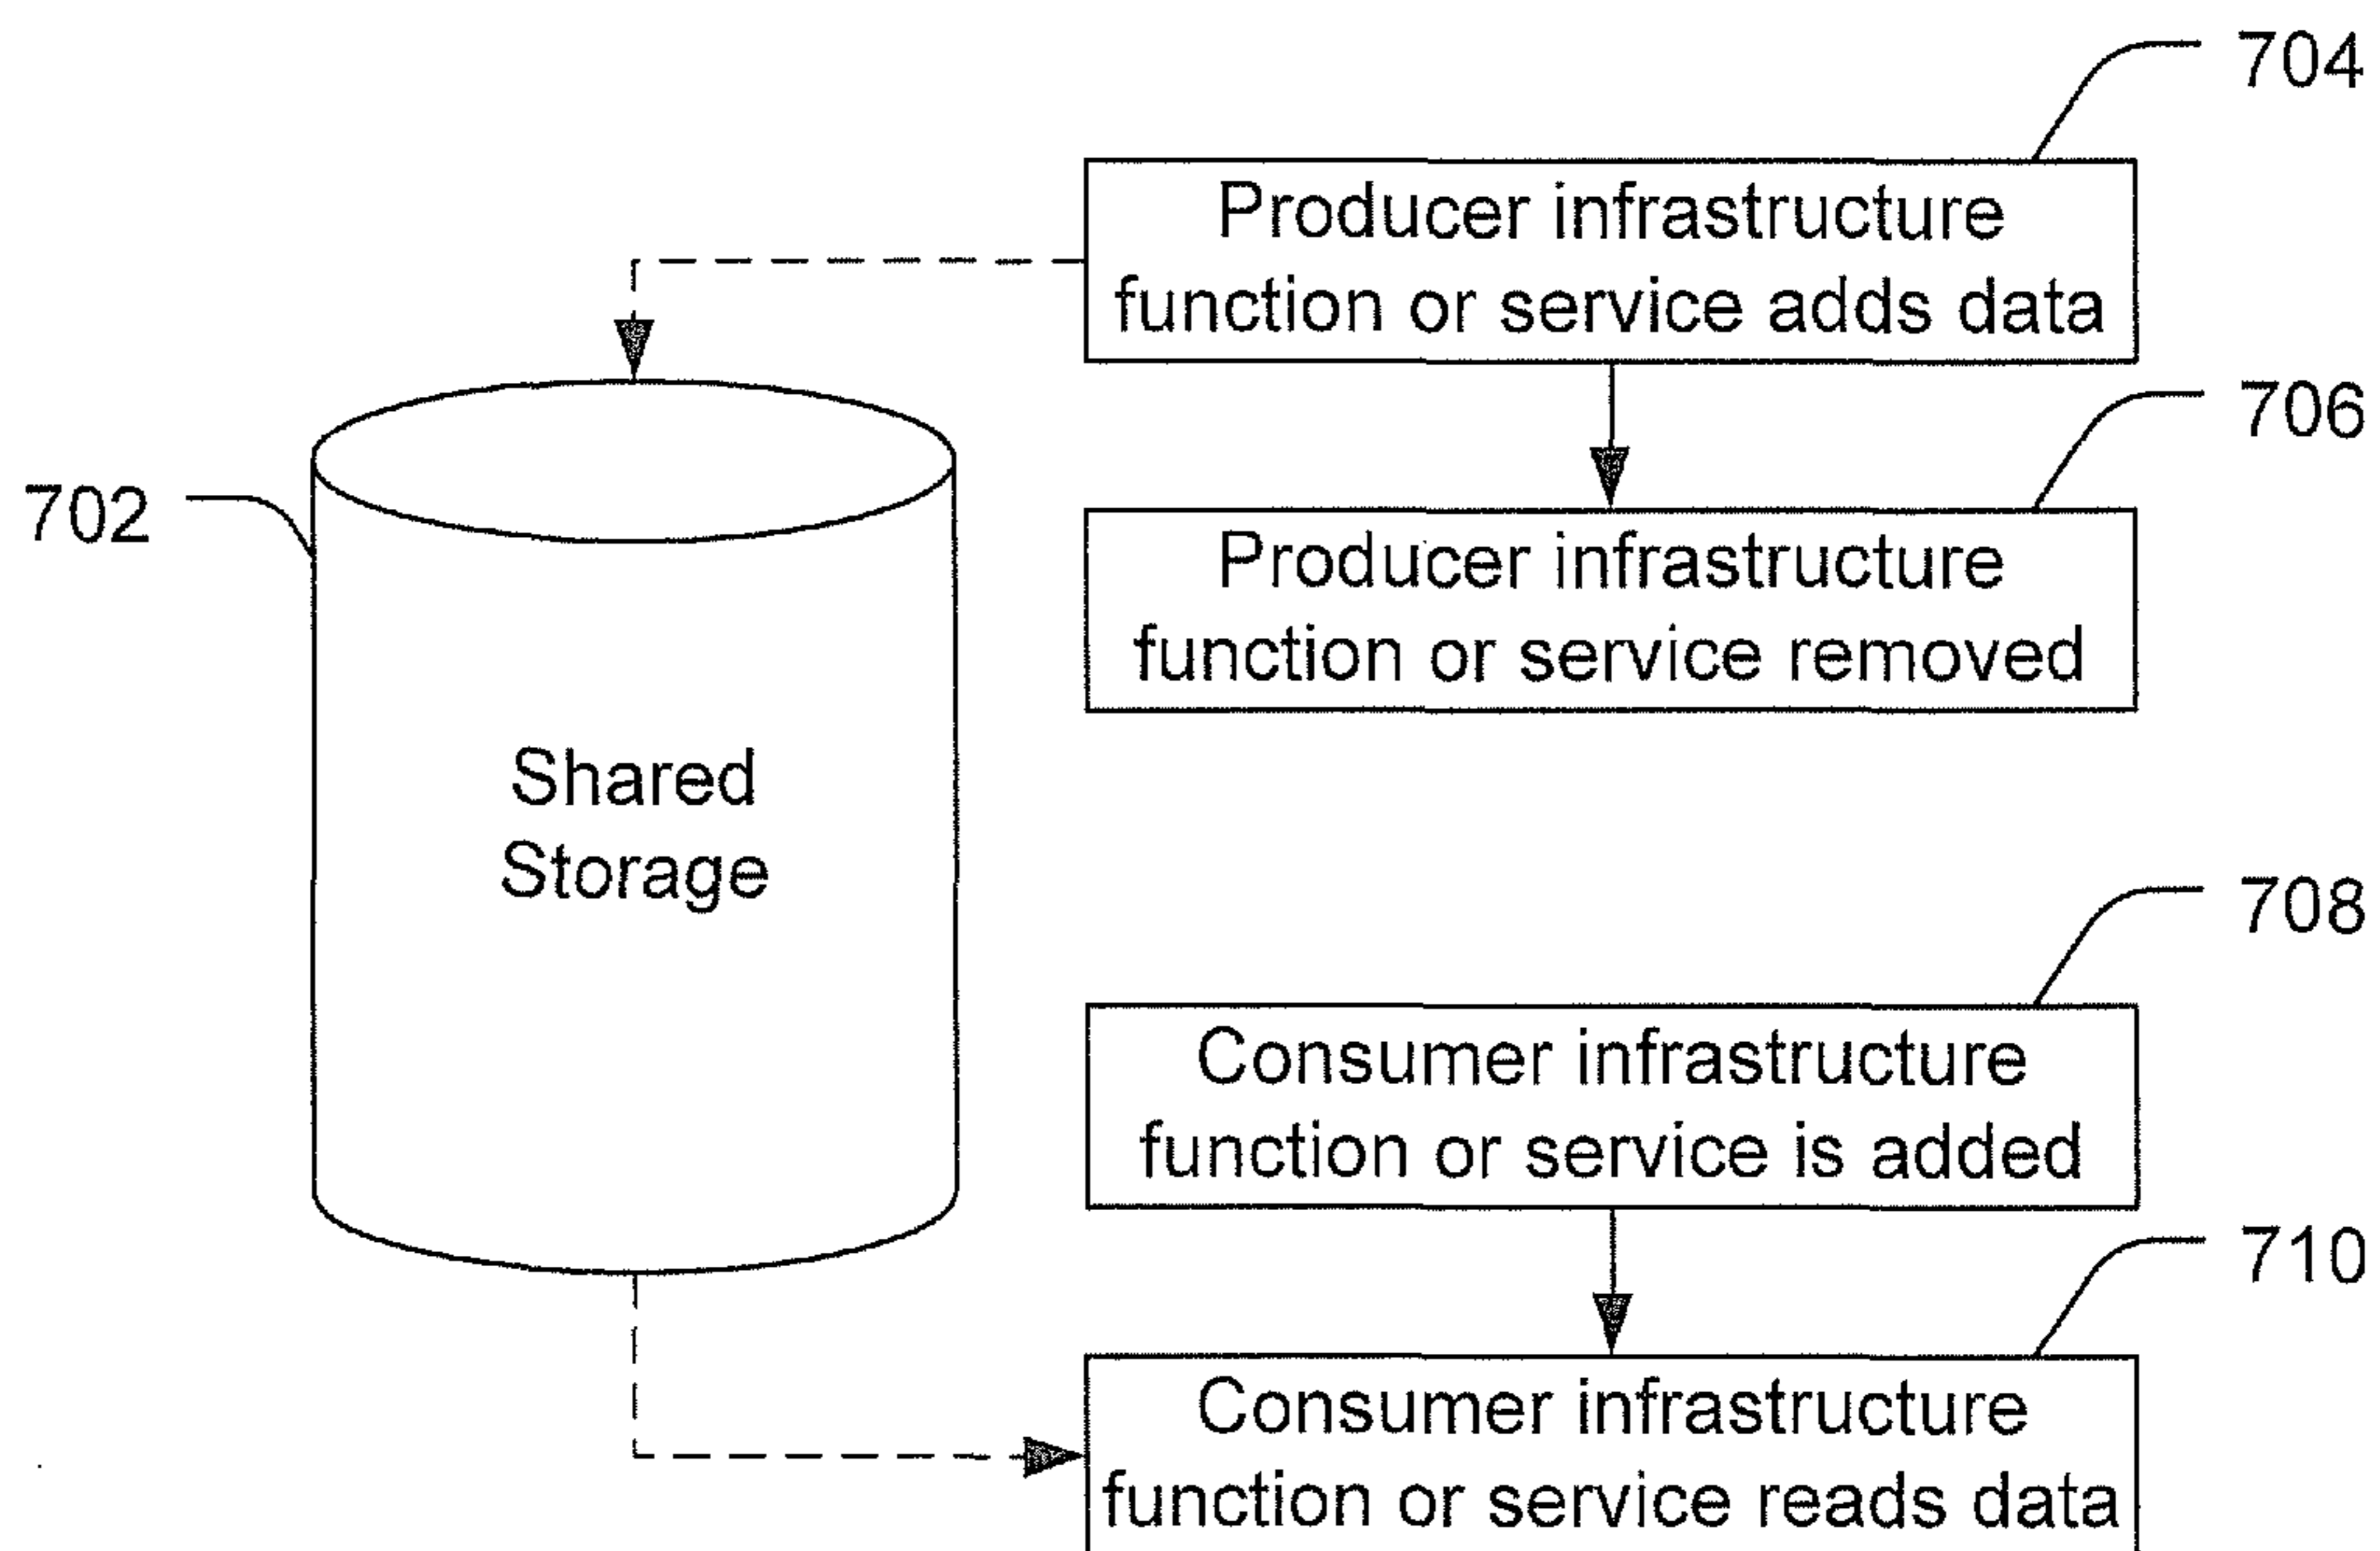 704
Producer infrastructure
function or service adds data
706
702
Producer infrastructure
function or service removed
Shared
Storage
708
Consumer infrastructure
function or service is added
710
Consumer infrastructure
function or service reads data